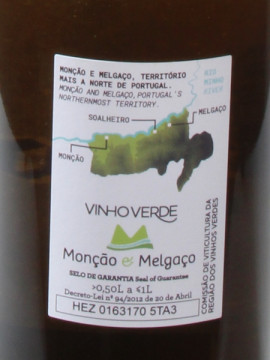 MONÇÃO E MELGAÇO, TERRITÓRIO
MAIS A NORTE DE PORTUGAL.
MONÇÃO AND MELGAÇO, PORTUGAL'S
NORTHERNMOST TERRITORY.
RIO
MINHO
RIVER
MELGAÇO
SOALHEIRO
MONÇÃO
VINHO VERDE
Monção e Melgaço
SELO DE GARANTIA Seal of Guarantee
>0,50L a ≤1L
Decreto-Lei nº 94/2012 de 20 de Abril
HEZ 0163170 5TA3
COMISSÃO DE VITICULTURA DA
REGIÃO DOS VINHOS VERDES